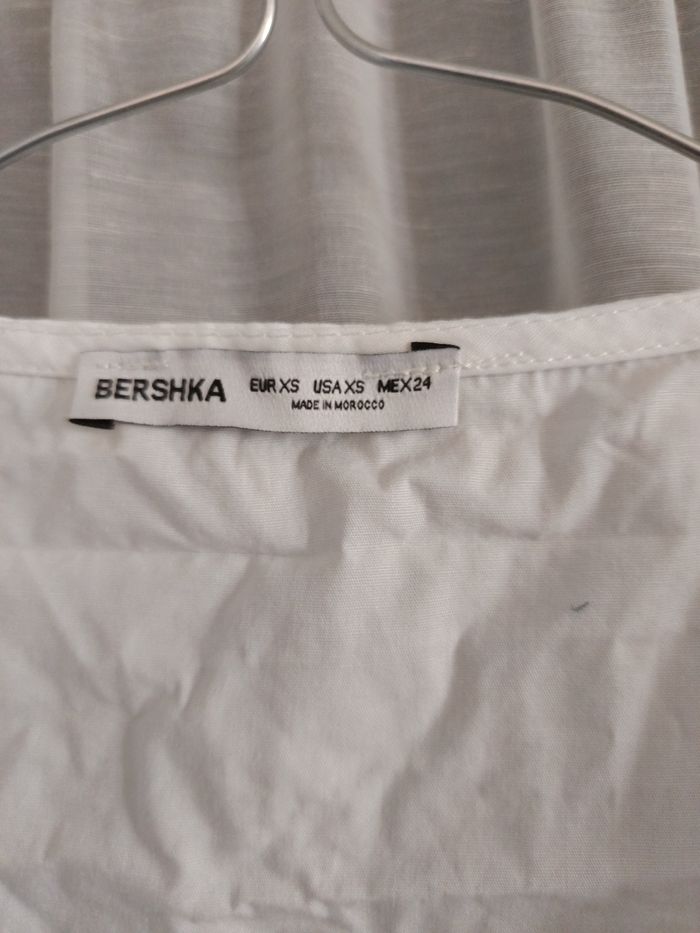 BERSHKA EUR XS USA XS MEX 24
MADE IN MOROCCO